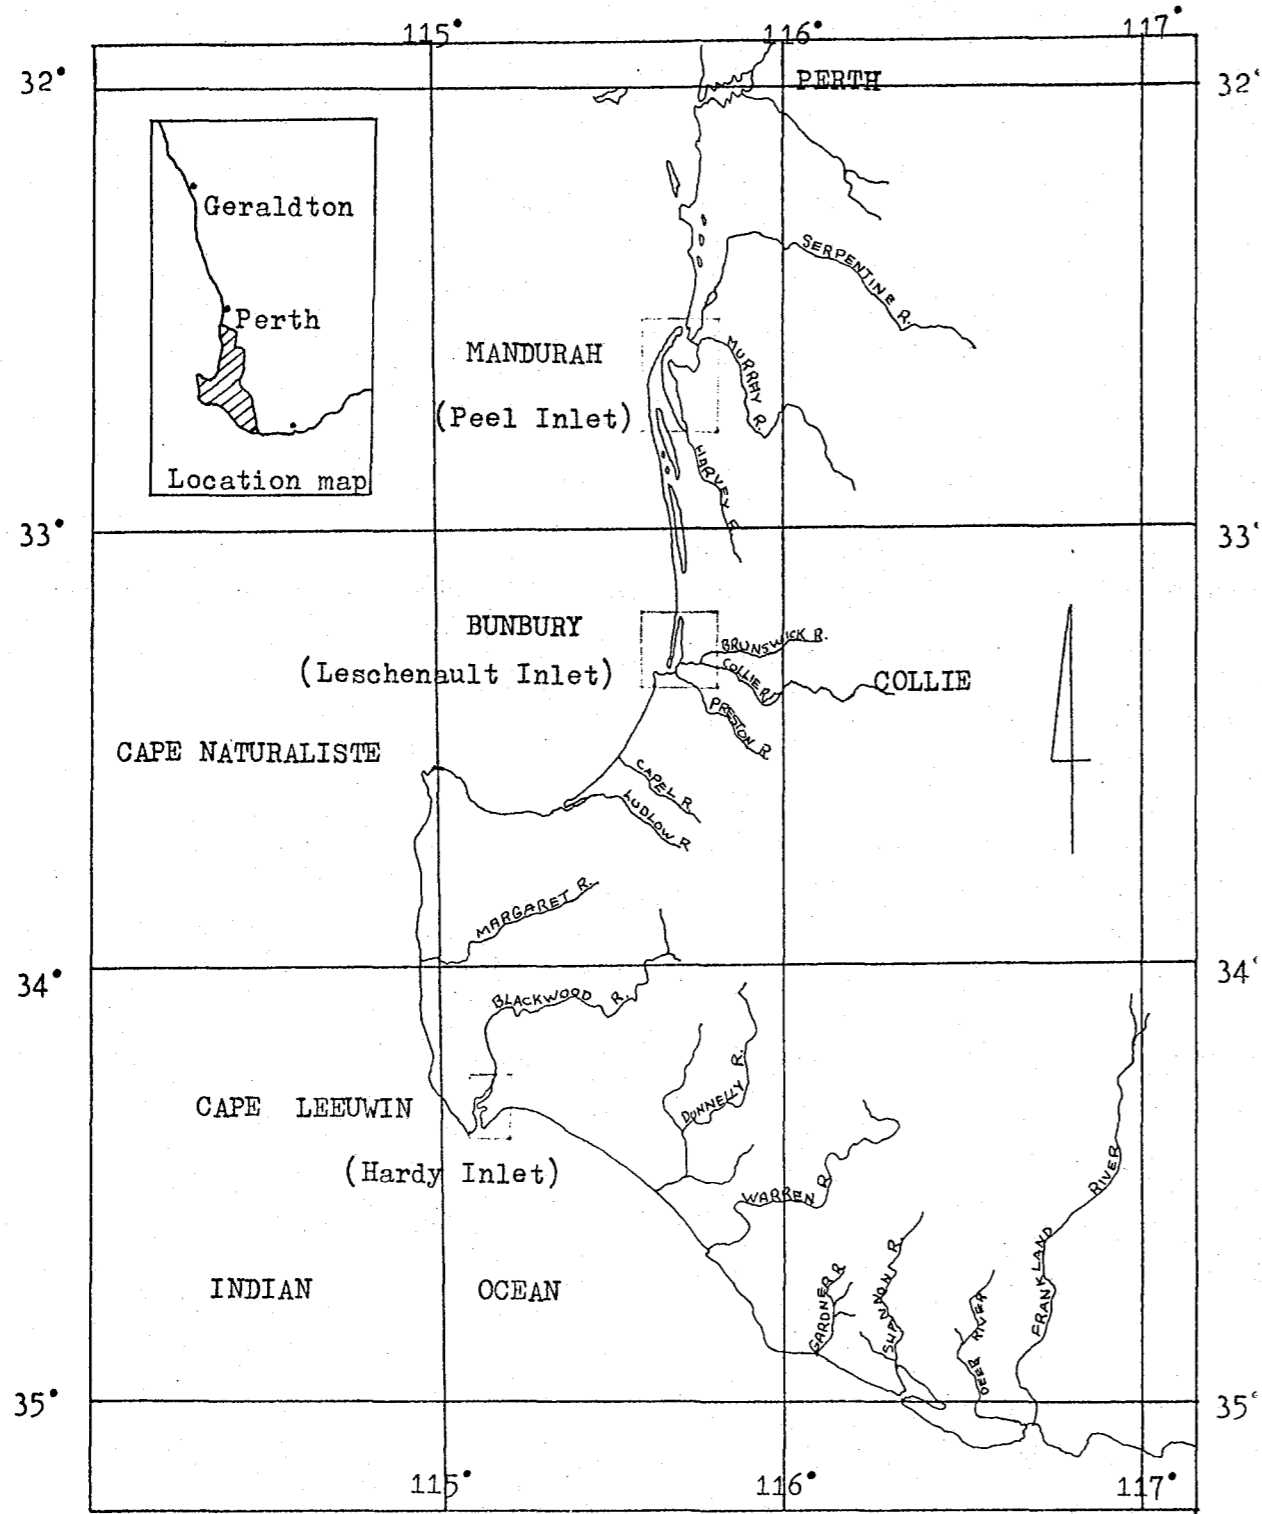 115° 116° 117°
32° PERTH 32°
Geraldton
SERPENTINE R.
Perth
MANDURAH
MURRAY R.
(Peel Inlet)
HARVEY R.
Location map
33° 33°
BUNBURY
BRUNSWICK R.
(Leschenault Inlet)
COLLIE R.
COLLIE
PRESTON R.
CAPE NATURALISTE
CAPEL R.
LUDLOW R
MARGARET R.
34° 34°
BLACKWOOD R.
DONNELLY R.
CAPE LEEUWIN
(Hardy Inlet)
WARREN R.
FRANKLAND RIVER
GARDNER R
SHANNON R.
DEEP RIVER
INDIAN OCEAN
35° 35°
115° 116° 117°